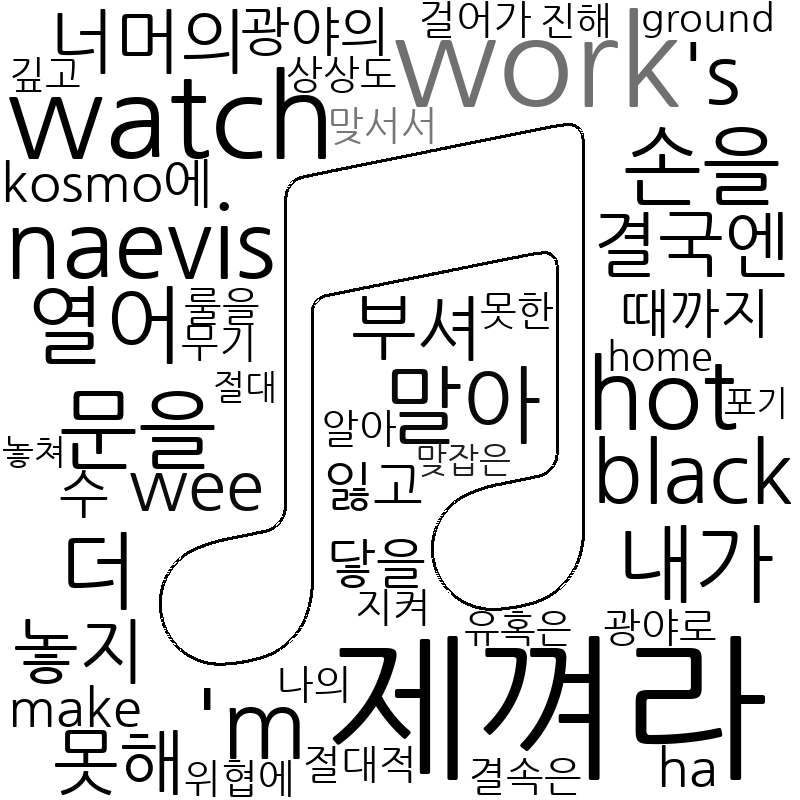 너머의 광야의 걸어가 진해 ground
깊고 상상도 work 's
watch 맞서서 손을
kosmo에
naevis 결국엔
열어 룰을 부셔 못한 때까지
무기 home
절대 말아 hot 포기
문을 알아
놓쳐 맞잡은 black
수 wee 잃고
더 닿을 내가
지켜
놓지 유혹은 광야로
make 'm 나의 제껴라
못해 위협에 절대적 결속은 ha